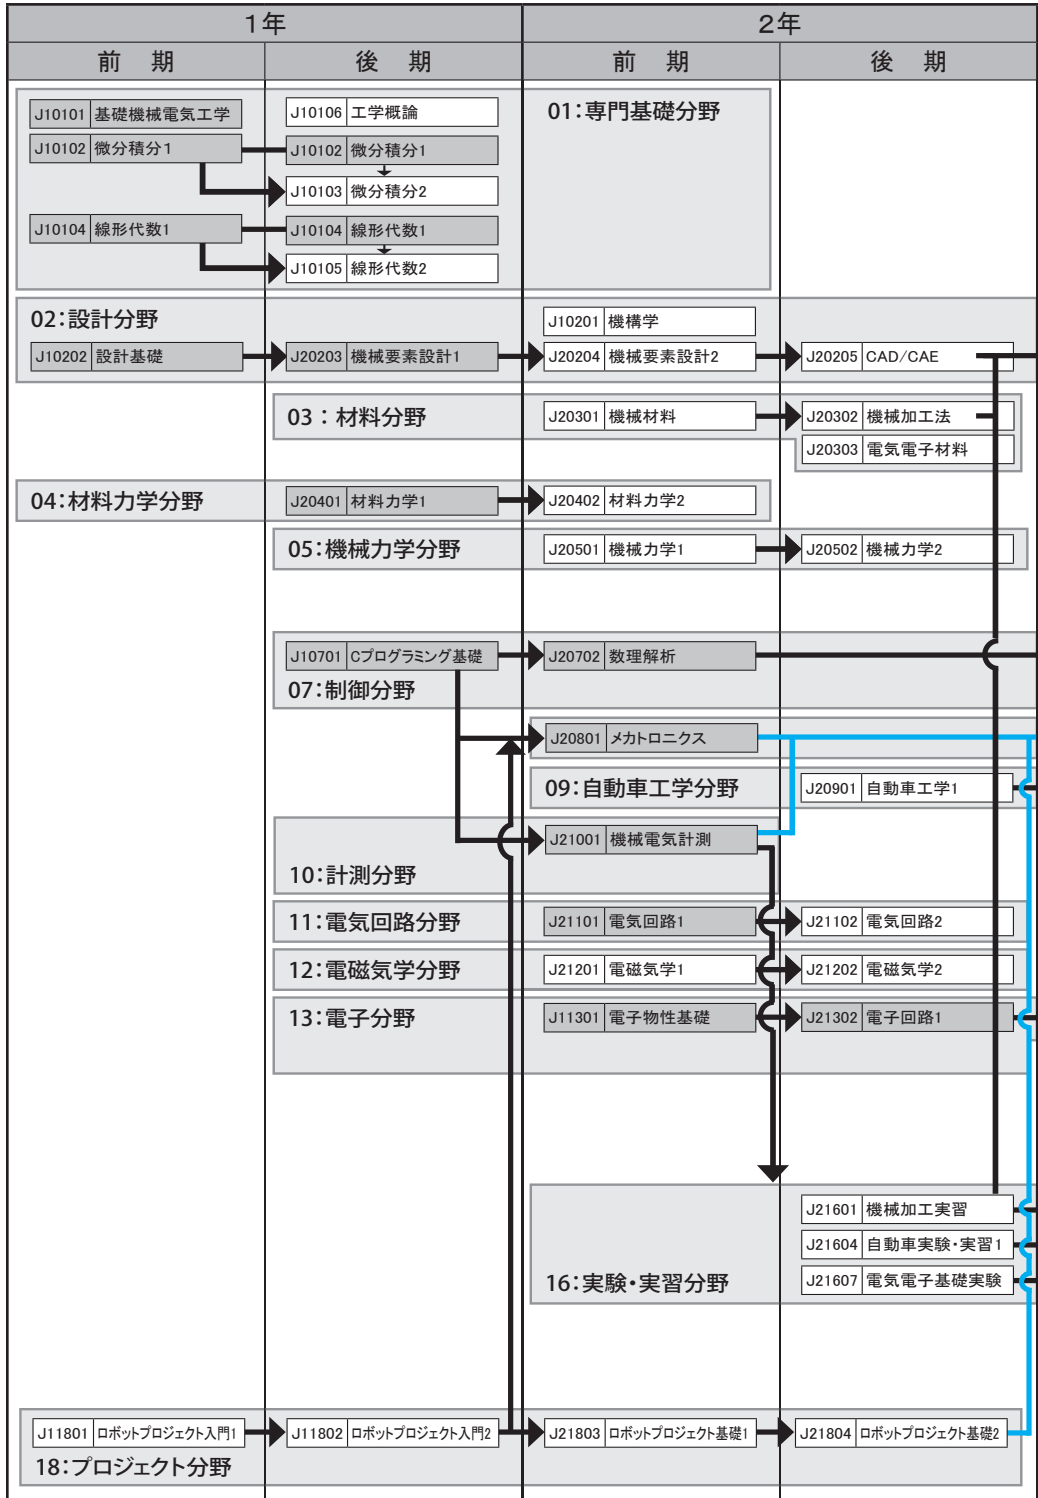 1年 2年
前 期 後 期 前 期 後 期
J10101 基礎機械電気工学 J10106 工学概論 01:専門基礎分野
J10102 微分積分1 J10102 微分積分1
J10103 微分積分2
J10104 線形代数1 J10104 線形代数1
J10105 線形代数2
02:設計分野 J10201 機構学
J10202 設計基礎 J20203 機械要素設計1 J20204 機械要素設計2 J20205 CAD/CAE
03:材料分野 J20301 機械材料 J20302 機械加工法
J20303 電気電子材料
04:材料力学分野 J20401 材料力学1 J20402 材料力学2
05:機械力学分野 J20501 機械力学1 J20502 機械力学2
J10701 Cプログラミング基礎 J20702 数理解析
07:制御分野
J20801 メカトロニクス
09:自動車工学分野 J20901 自動車工学1
J21001 機械電気計測
10:計測分野
11:電気回路分野 J21101 電気回路1 J21102 電気回路2
12:電磁気学分野 J21201 電磁気学1 J21202 電磁気学2
13:電子分野 J11301 電子物性基礎 J21302 電子回路1
J21601 機械加工実習
J21604 自動車実験・実習1
16:実験・実習分野 J21607 電気電子基礎実験
J11801 ロボットプロジェクト入門1 J11802 ロボットプロジェクト入門2 J21803 ロボットプロジェクト基礎1 J21804 ロボットプロジェクト基礎2
18:プロジェクト分野